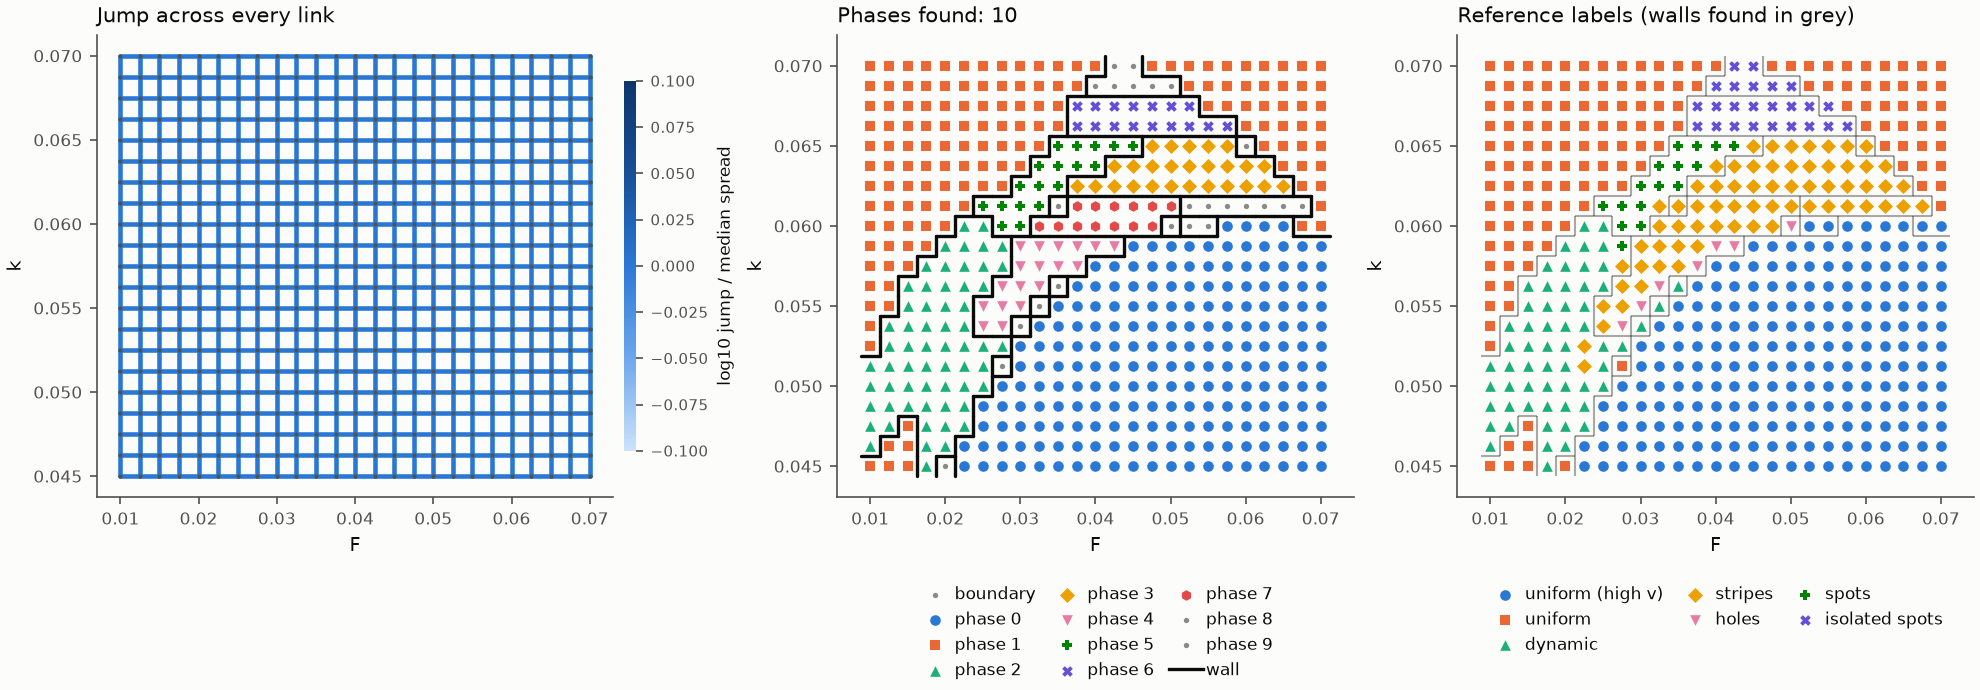 Jump across every link
0.070
0.065
0.060
0.055
0.050
0.045
k
0.01 0.02 0.03 0.04 0.05 0.06 0.07
F
0.100
0.075
0.050
0.025
0.000
−0.025
−0.050
−0.075
−0.100
log10 jump / median spread
Phases found: 10
0.070
0.065
0.060
0.055
0.050
0.045
k
0.01 0.02 0.03 0.04 0.05 0.06 0.07
F
boundary phase 3 phase 7
phase 0 phase 4 phase 8
phase 1 phase 5 phase 9
phase 2 phase 6 wall
Reference labels (walls found in grey)
0.070
0.065
0.060
0.055
0.050
0.045
k
0.01 0.02 0.03 0.04 0.05 0.06 0.07
F
uniform (high v) stripes spots
uniform holes isolated spots
dynamic